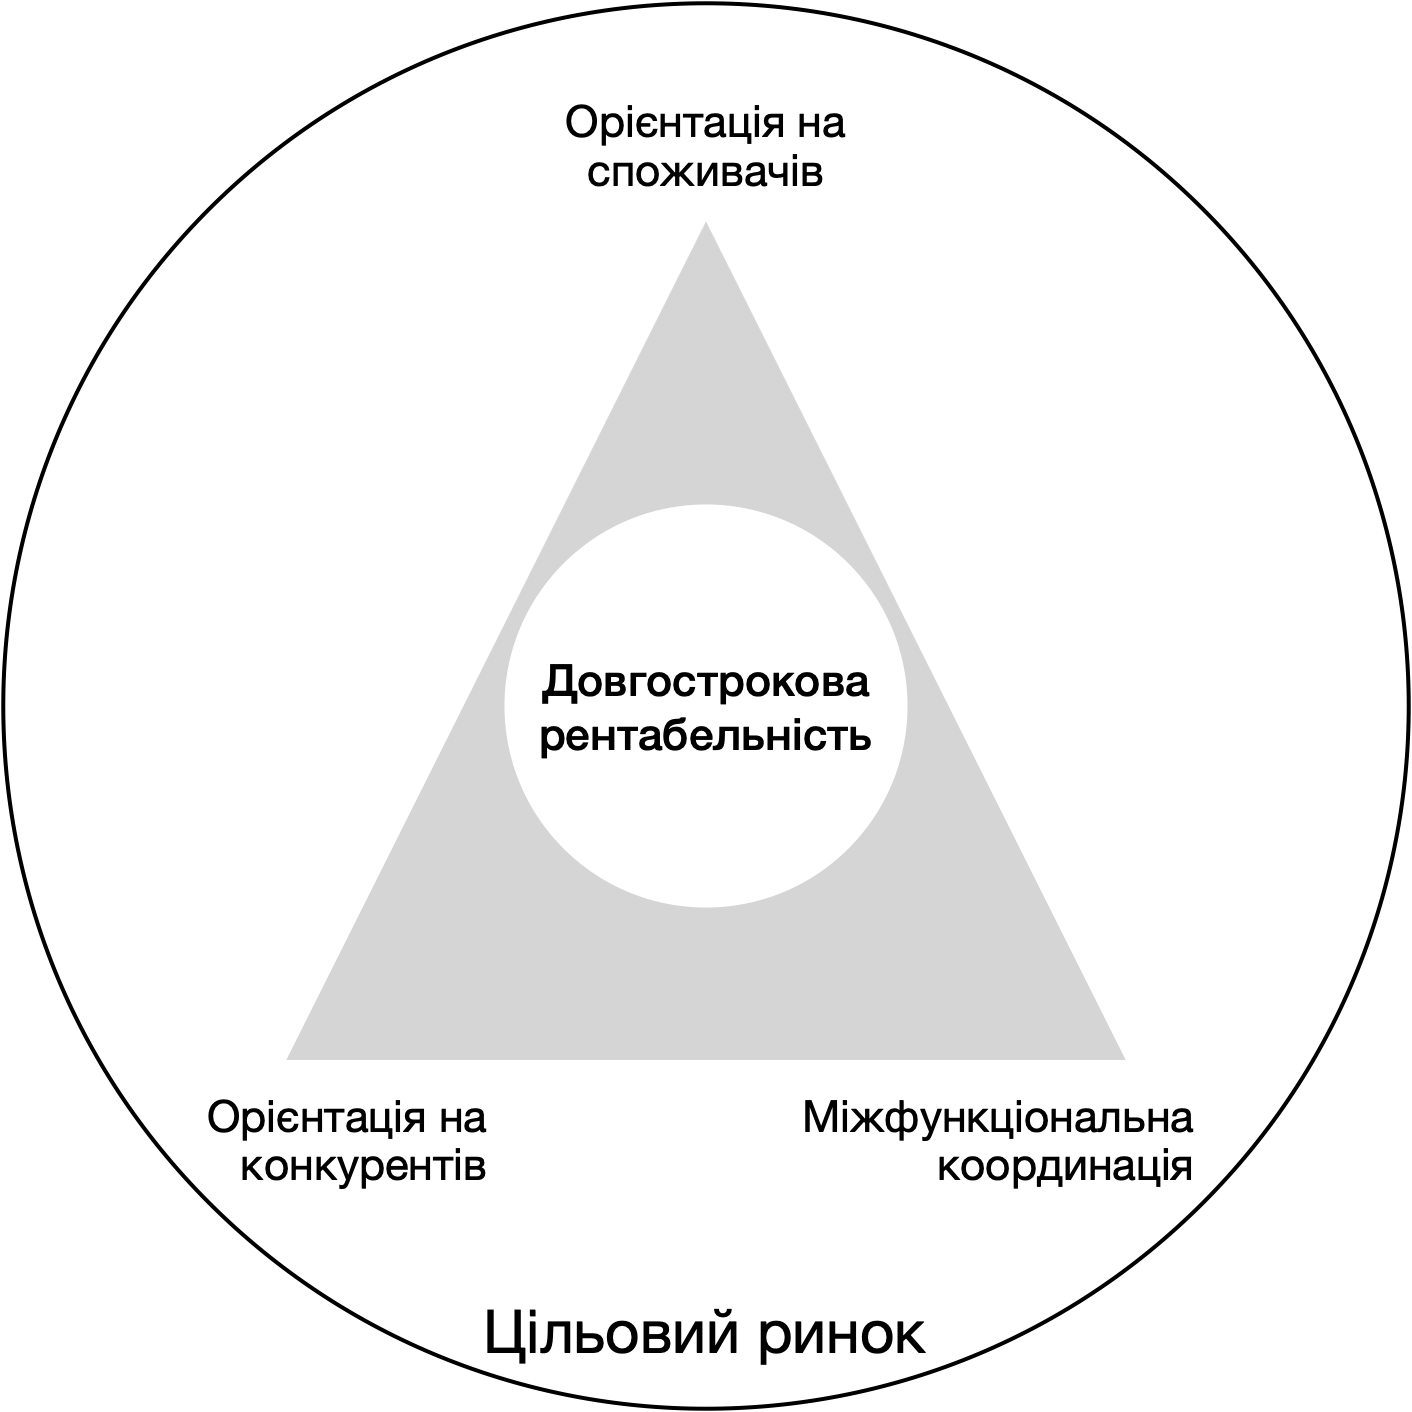 Орієнтація на
споживачів
Довгострокова
рентабельність
Орієнтація на
конкурентів
Міжфункціональна
координація
Цільовий ринок